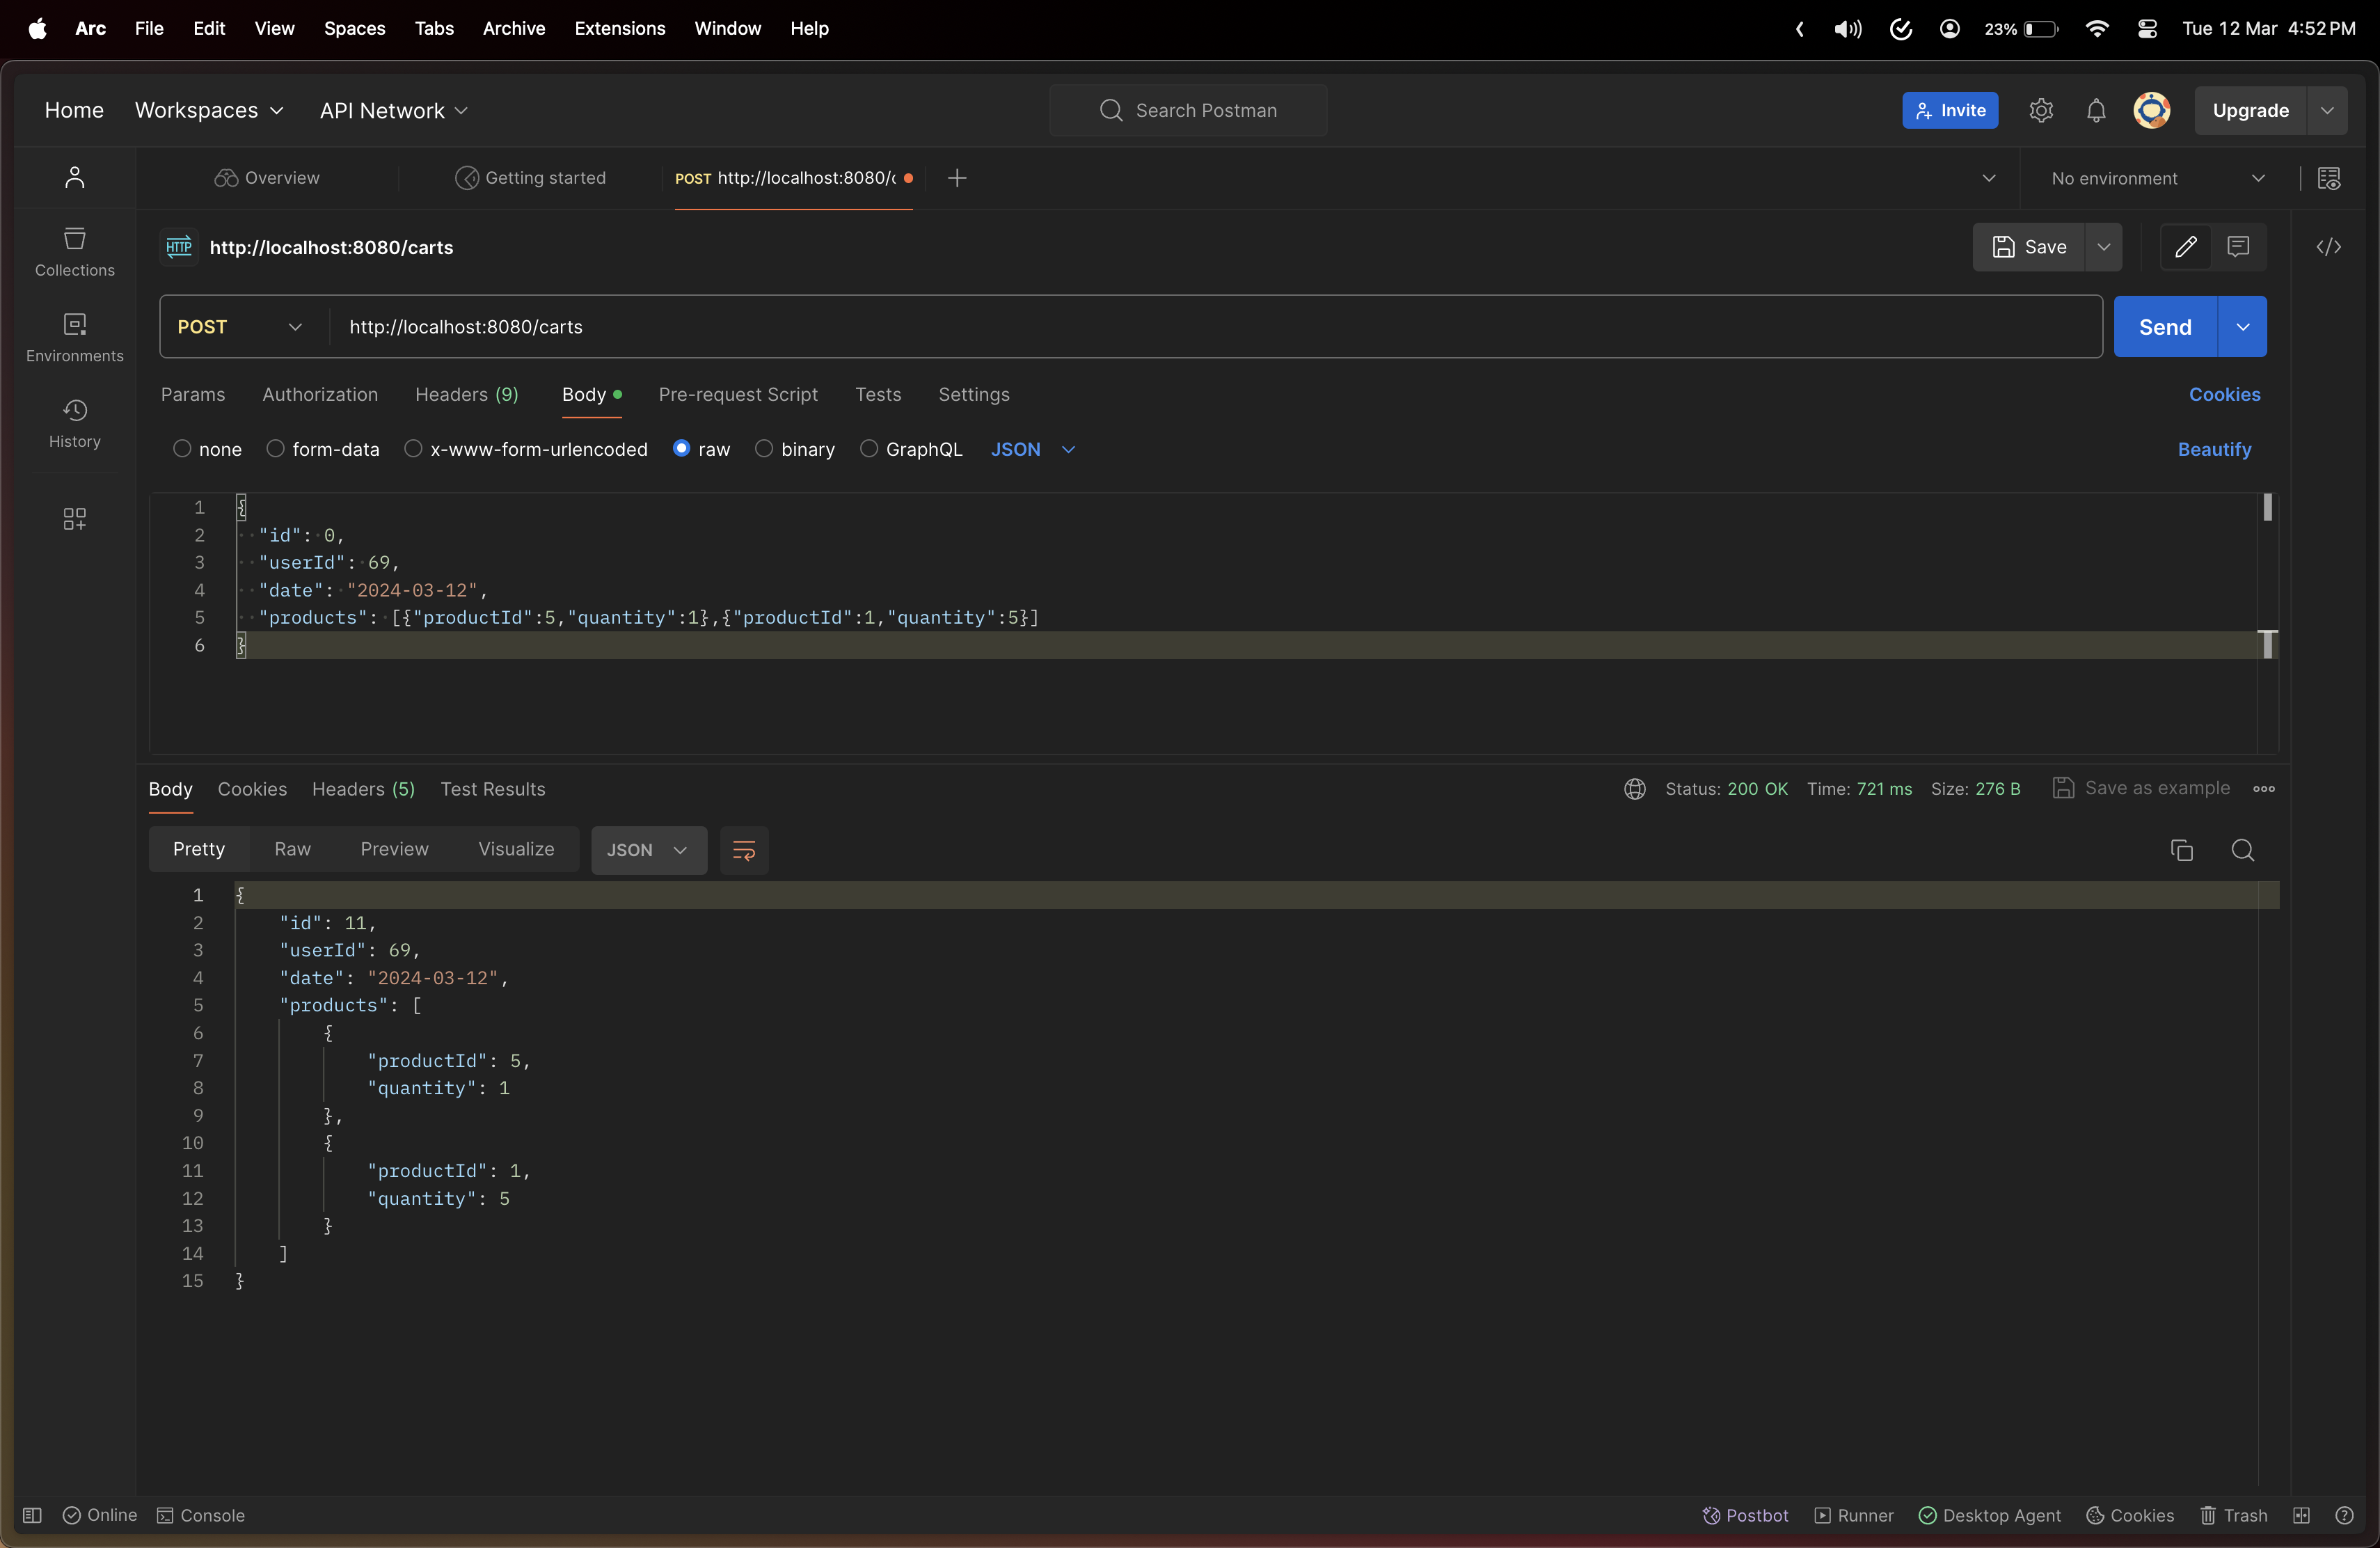 Arc File Edit View Spaces Tabs Archive Extensions Window Help 23% Tue 12 Mar 4:52 PM
Home Workspaces API Network Search Postman Invite Upgrade
Overview Getting started POST http://localhost:8080/c No environment
HTTP http://localhost:8080/carts Save
Collections
Environments
History
POST http://localhost:8080/carts Send
Params Authorization Headers (9) Body Pre-request Script Tests Settings Cookies
none form-data x-www-form-urlencoded raw binary GraphQL JSON Beautify
1 {
2 "id": 0,
3 "userId": 69,
4 "date": "2024-03-12",
5 "products": [{"productId":5,"quantity":1},{"productId":1,"quantity":5}]
6 }
Body Cookies Headers (5) Test Results Status: 200 OK Time: 721 ms Size: 276 B Save as example
Pretty Raw Preview Visualize JSON
1 {
2 "id": 11,
3 "userId": 69,
4 "date": "2024-03-12",
5 "products": [
6 {
7 "productId": 5,
8 "quantity": 1
9 },
10 {
11 "productId": 1,
12 "quantity": 5
13 }
14 ]
15 }
Online Console Postbot Runner Desktop Agent Cookies Trash